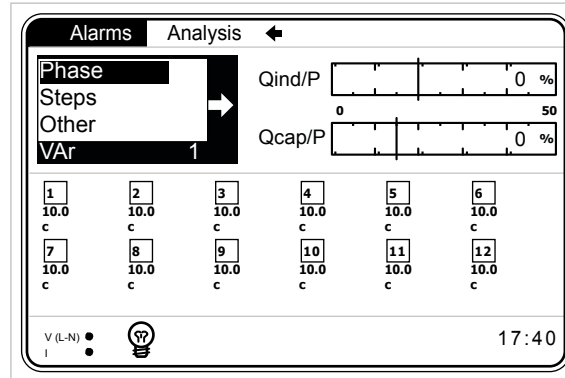 Alarms Analysis
Phase
Steps
Other
VAr 1
Qind/P 0 %
0 50
Qcap/P 0 %
1 2 3 4 5 6
10.0 10.0 10.0 10.0 10.0 10.0
c c c c c c
7 8 9 10 11 12
10.0 10.0 10.0 10.0 10.0 10.0
c c c c c c
V (L-N)
I
17:40